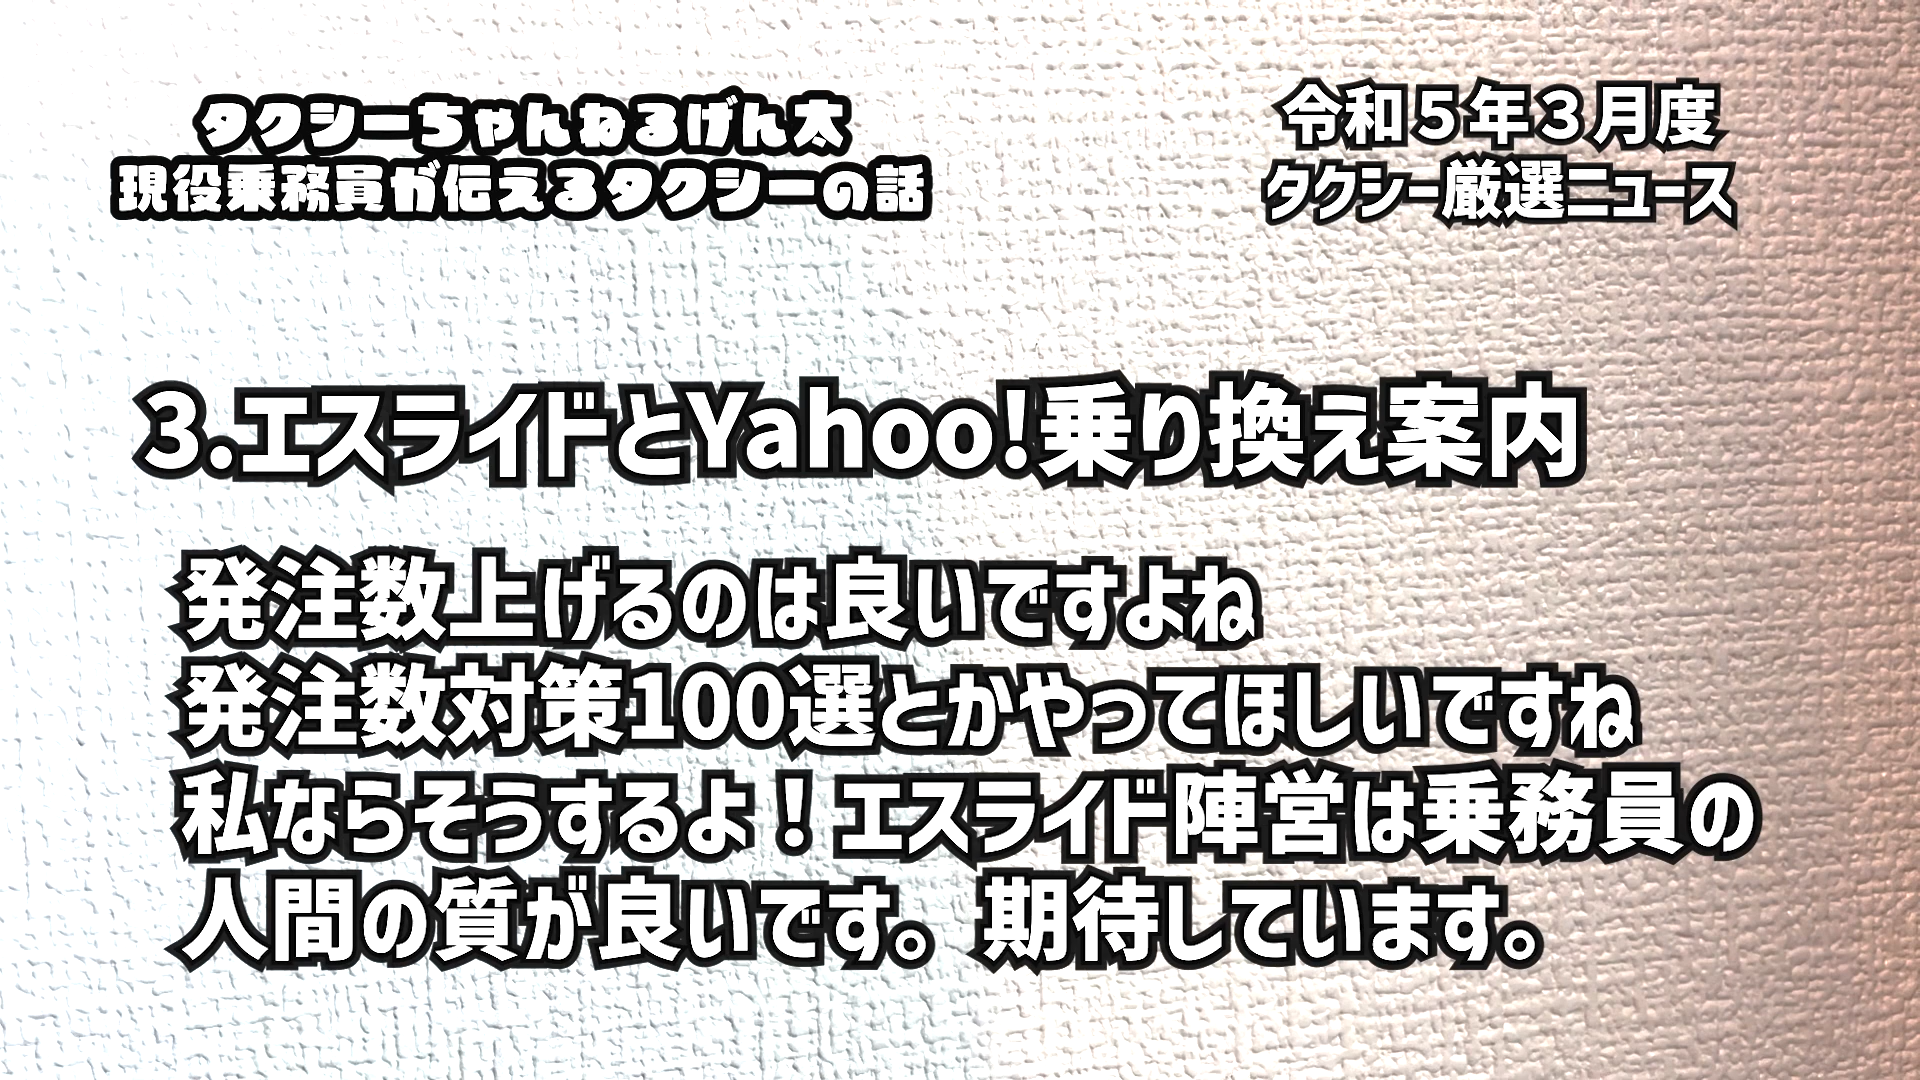 タクシーちゃんねるげん太
現役乗務員が伝えるタクシーの話
令和５年３月度
タクシー厳選ニュース
3.エスライドとYahoo!乗り換え案内
発注数上げるのは良いですよね
発注数対策100選とかやってほしいですね
私ならそうするよ！エスライド陣営は乗務員の
人間の質が良いです。期待しています。